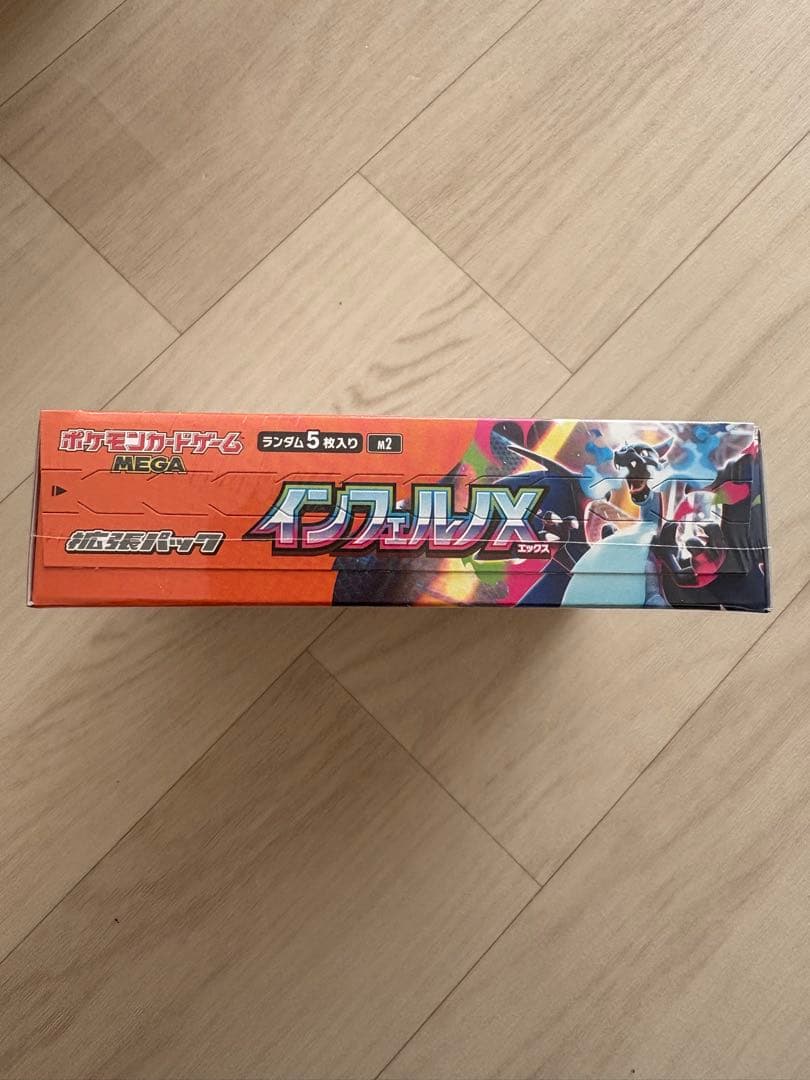 ポケモンカードゲーム
MEGA
ランダム5枚入り
M2
拡張パック
インフェルノX
エックス